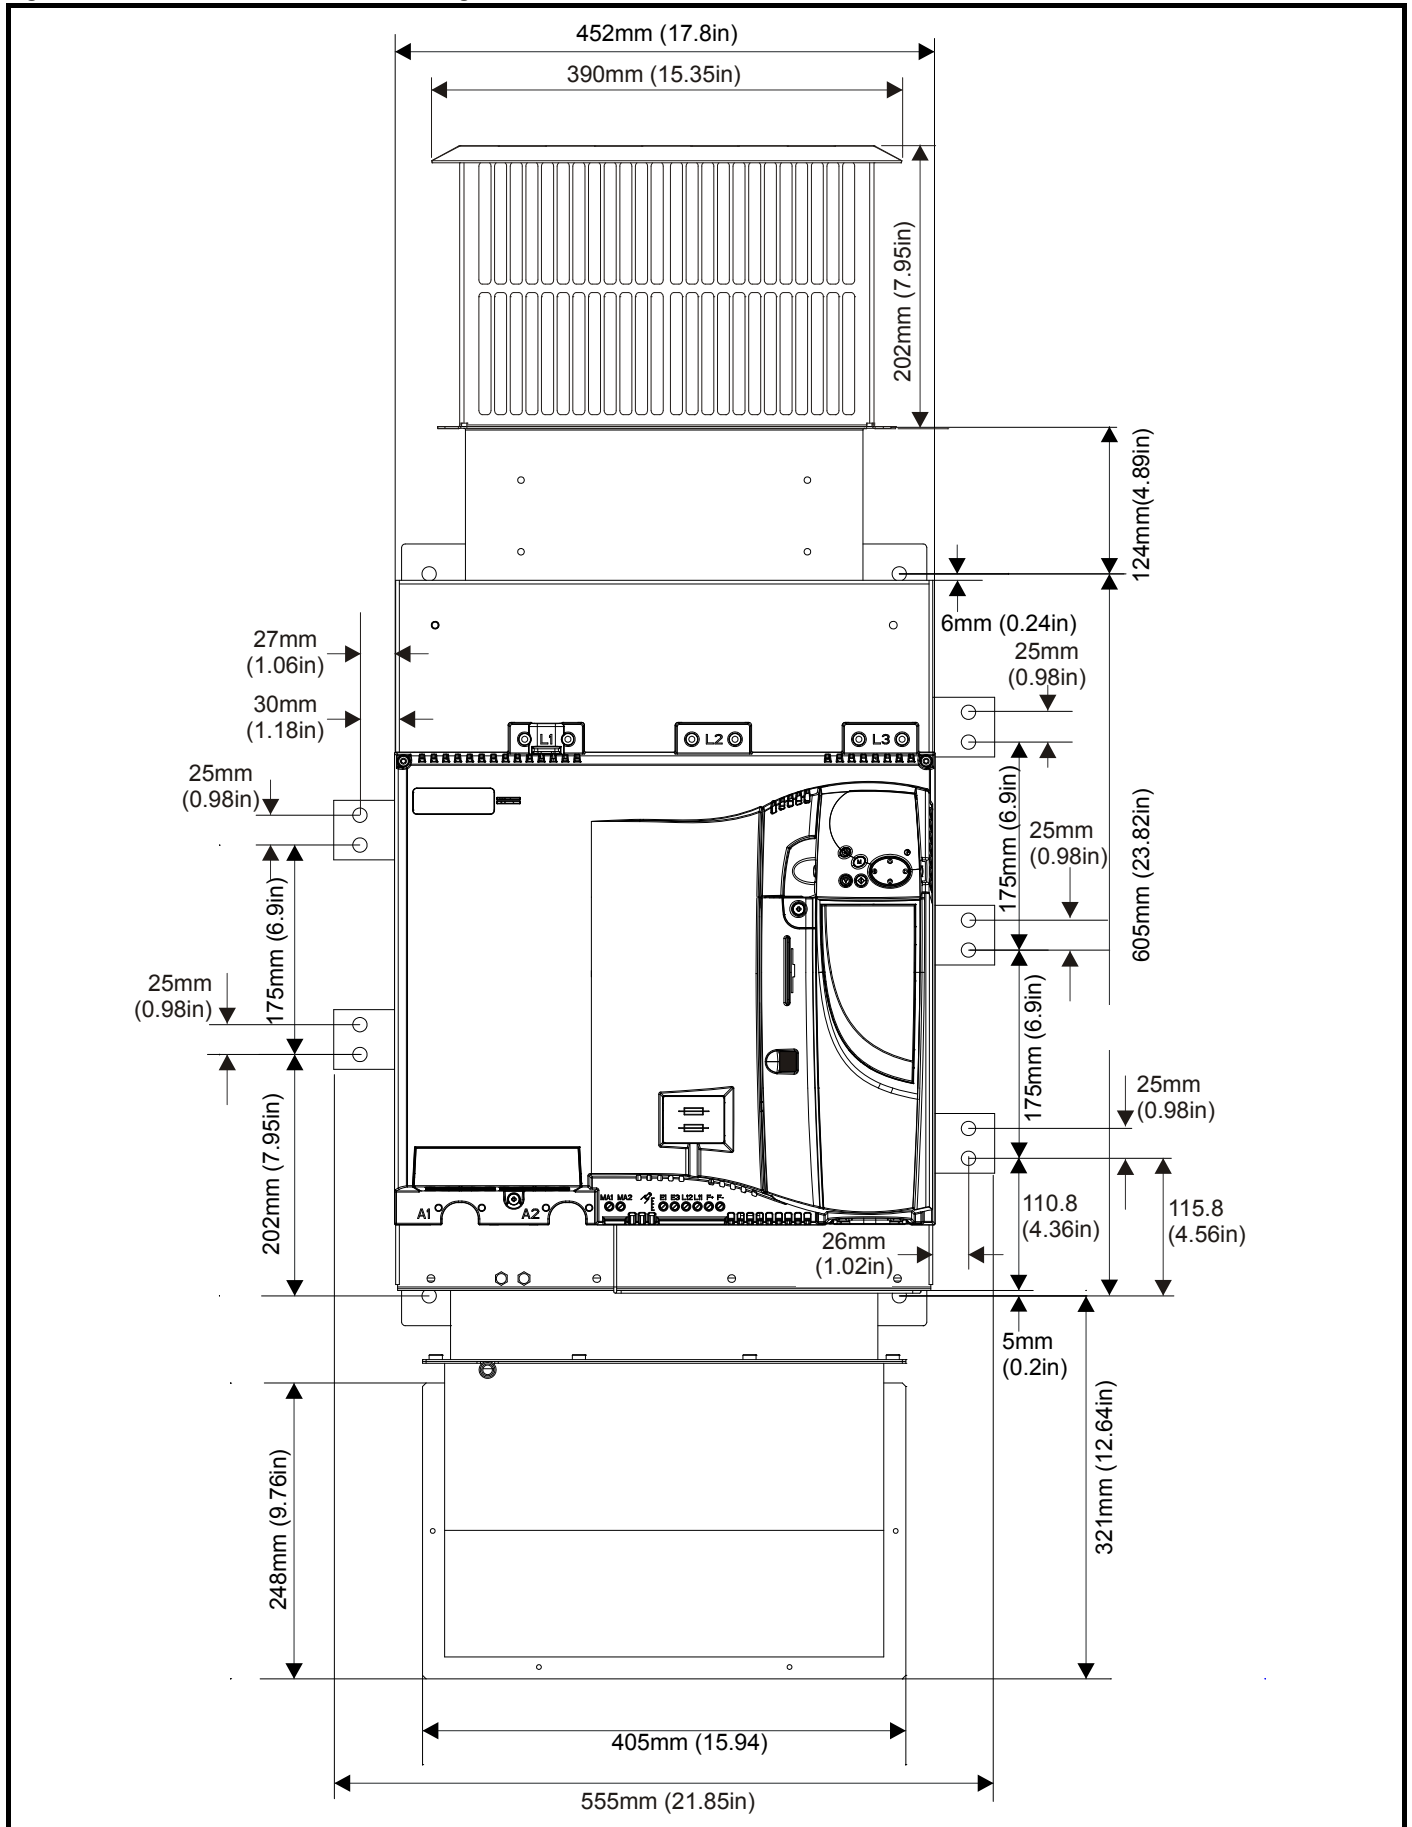 452mm (17.8in)
390mm (15.35in)
202mm (7.95in)
124mm(4.89in)
6mm (0.24in)
27mm
(1.06in)
25mm
(0.98in)
30mm
(1.18in)
L1
L2
L3
25mm
(0.98in)
175mm (6.9in)
25mm
(0.98in)
605mm (23.82in)
M
175mm (6.9in)
25mm
(0.98in)
175mm (6.9in)
25mm
(0.98in)
202mm (7.95in)
MA1 MA2
E1 E3 L12 L11 F+ F-
A1
A2
110.8
(4.36in)
115.8
(4.56in)
26mm
(1.02in)
5mm
(0.2in)
248mm (9.76in)
321mm (12.64in)
405mm (15.94)
555mm (21.85in)